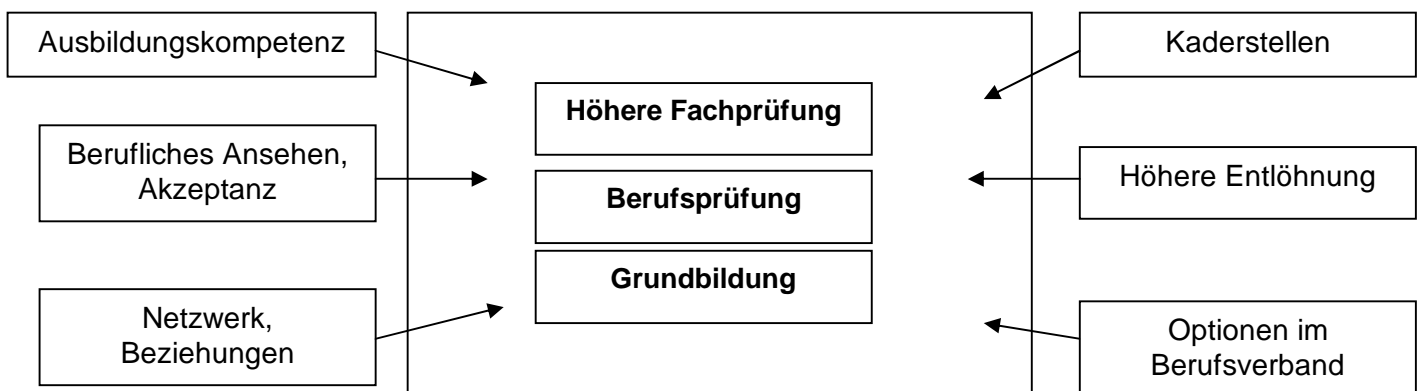 Ausbildungskompetenz
Berufliches Ansehen,
Akzeptanz
Netzwerk,
Beziehungen
Höhere Fachprüfung
Berufsprüfung
Grundbildung
Kaderstellen
Höhere Entlöhnung
Optionen im
Berufsverband